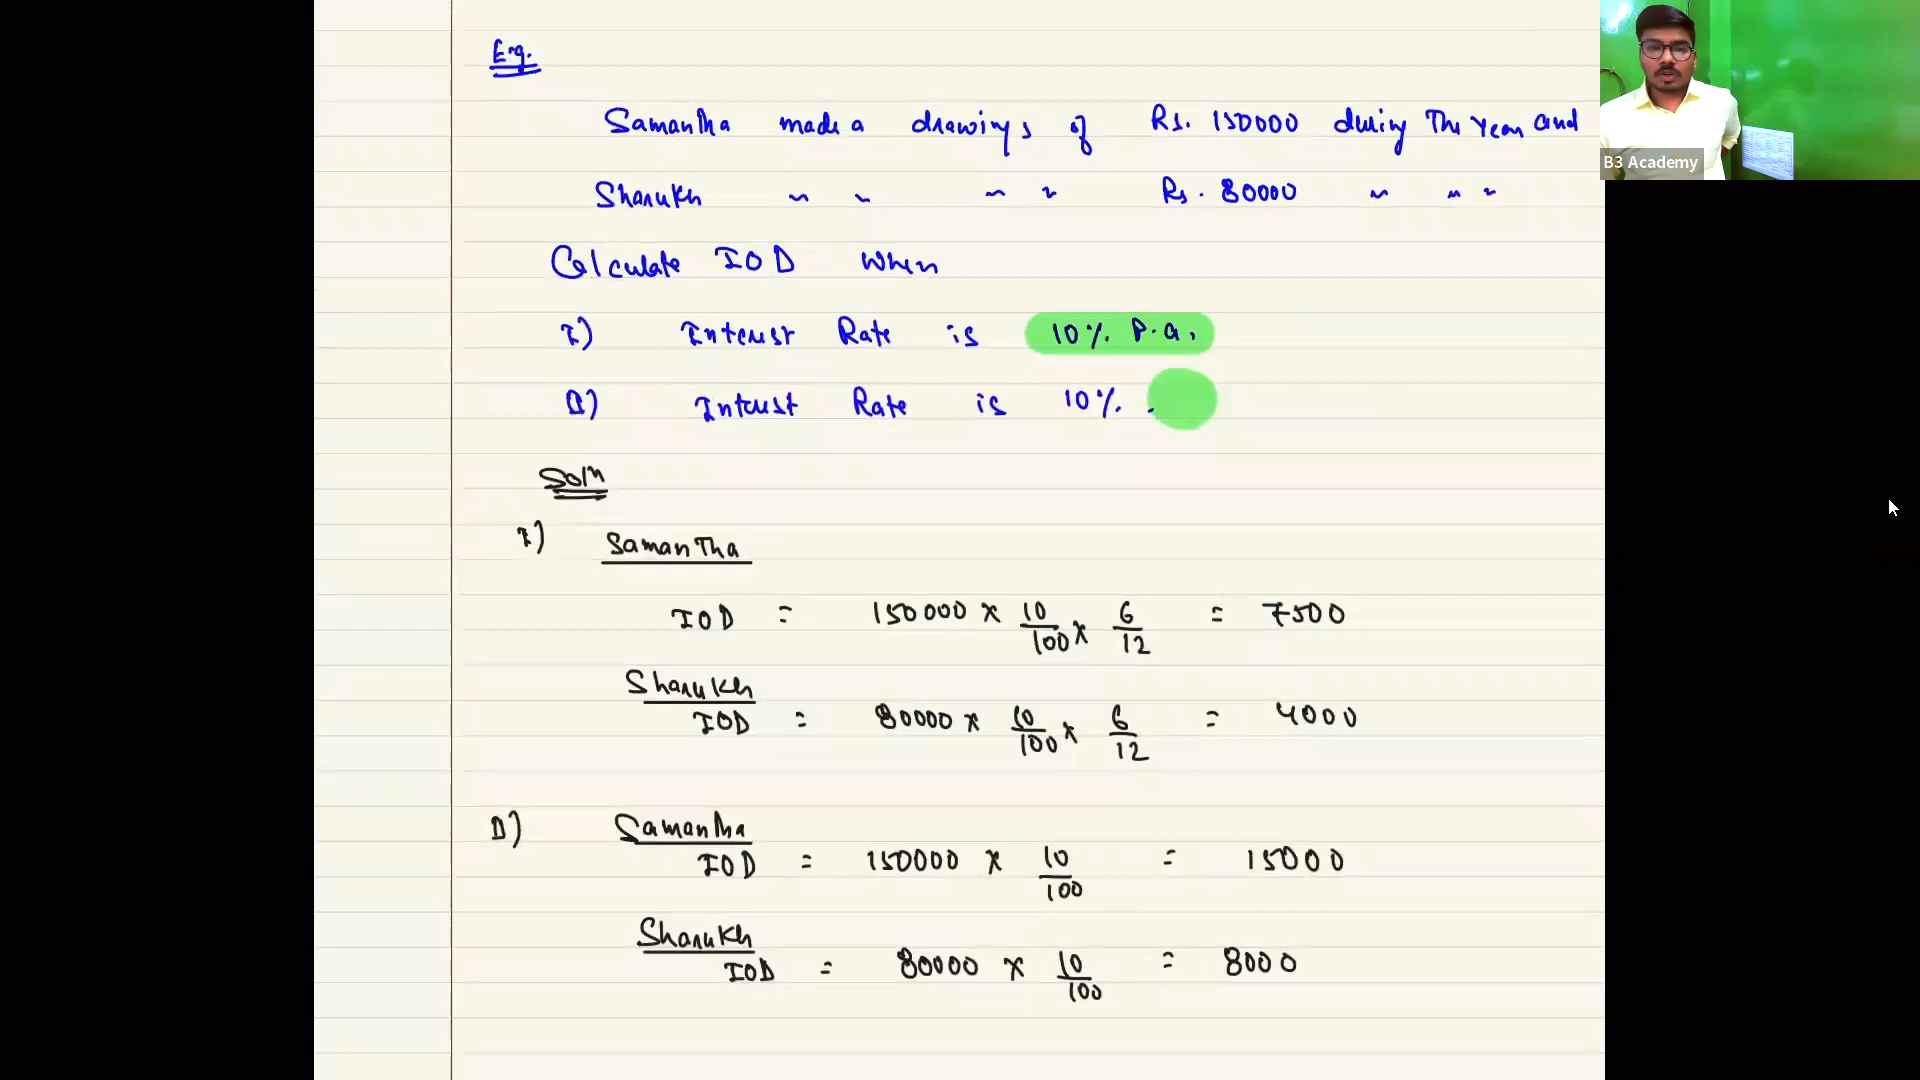 E.g.
Samantha made a drawings of Rs. 150000 during The Year and
Sharukh " " " " Rs. 80000 " " "
Calculate IOD when
I) Interest Rate is 10% P.a.
II) Interest Rate is 10% .
Soln
I) Samantha
IOD = 150000 x 10/100 x 6/12 = 7500
Sharukh
IOD = 80000 x 10/100 x 6/12 = 4000
II) Samantha
IOD = 150000 x 10/100 = 15000
Sharukh
IOD = 80000 x 10/100 = 8000
B3 Academy